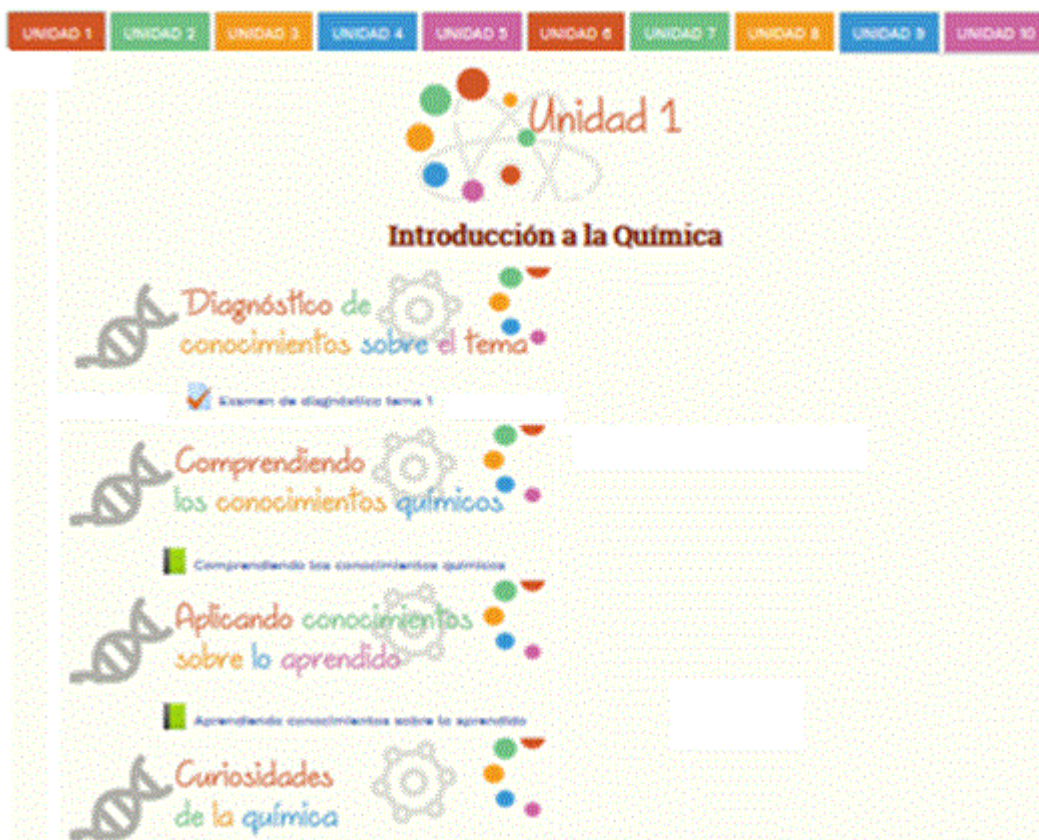 UNIDAD 1 UNIDAD 2 UNIDAD 3 UNIDAD 4 UNIDAD 5 UNIDAD 6 UNIDAD 7 UNIDAD 8 UNIDAD 9 UNIDAD 10
Unidad 1
Introducción a la Química
Diagnóstico de
conocimientos sobre el tema
Examen de diagnóstico tema 1
Comprendiendo
los conocimientos químicos
Comprendiendo los conocimientos químicos
Aplicando conocimientos
sobre lo aprendido
Aprendiendo conocimientos sobre lo aprendido
Curiosidades
de la química